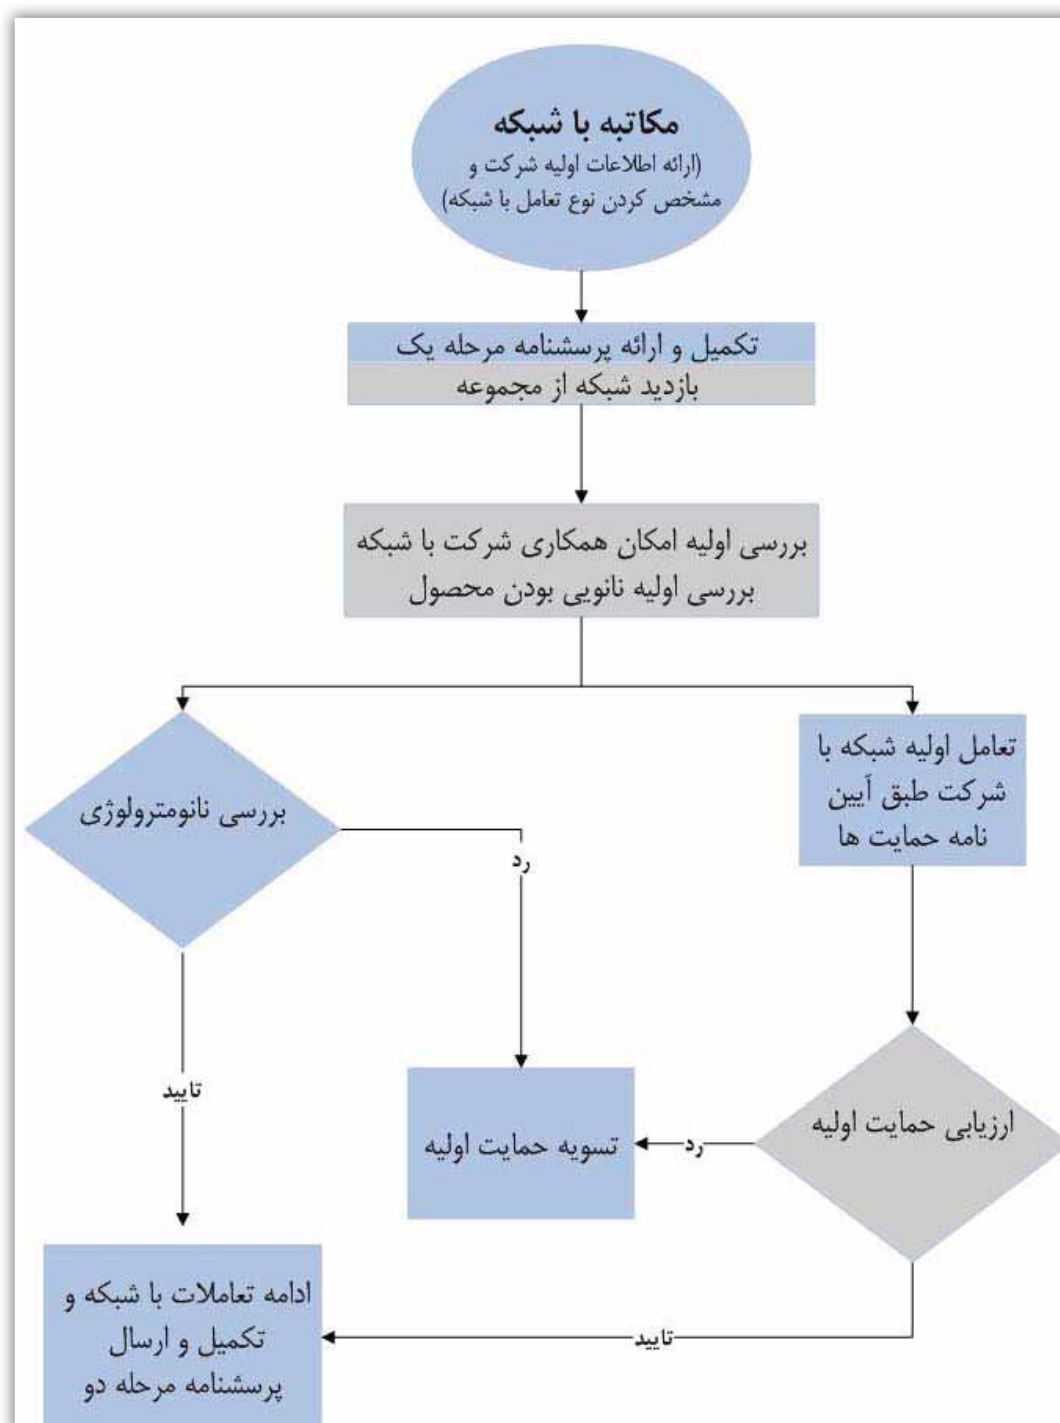 مکاتبه با شبکه
(ارائه اطلاعات اولیه شرکت و
مشخص کردن نوع تعامل با شبکه)
تکمیل و ارائه پرسشنامه مرحله یک
بازدید شبکه از مجموعه
بررسی اولیه امکان همکاری شرکت با شبکه
بررسی اولیه نانویی بودن محصول
تعامل اولیه شبکه با
شرکت طبق آیین
نامه حمایت ها
بررسی نانومترولوژی
رد
تایید
ارزیابی حمایت اولیه
رد
تسویه حمایت اولیه
تایید
ادامه تعاملات با شبکه و
تکمیل و ارسال
پرسشنامه مرحله دو